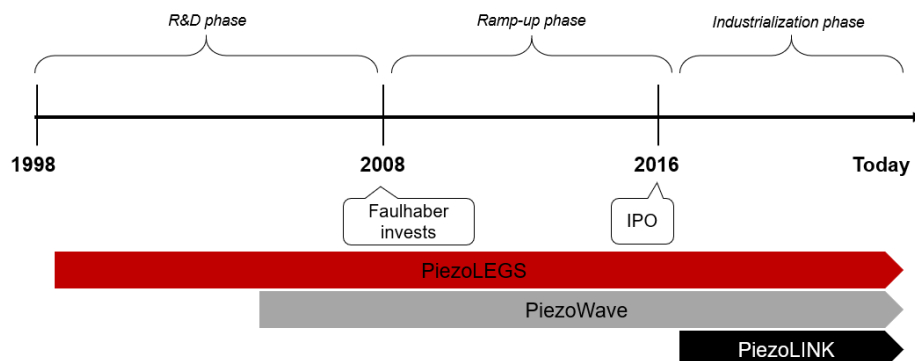 R&D phase
Ramp-up phase
Industrialization phase
1998
2008
2016
Today
Faulhaber
invests
IPO
PiezoLEGS
PiezoWave
PiezoLINK